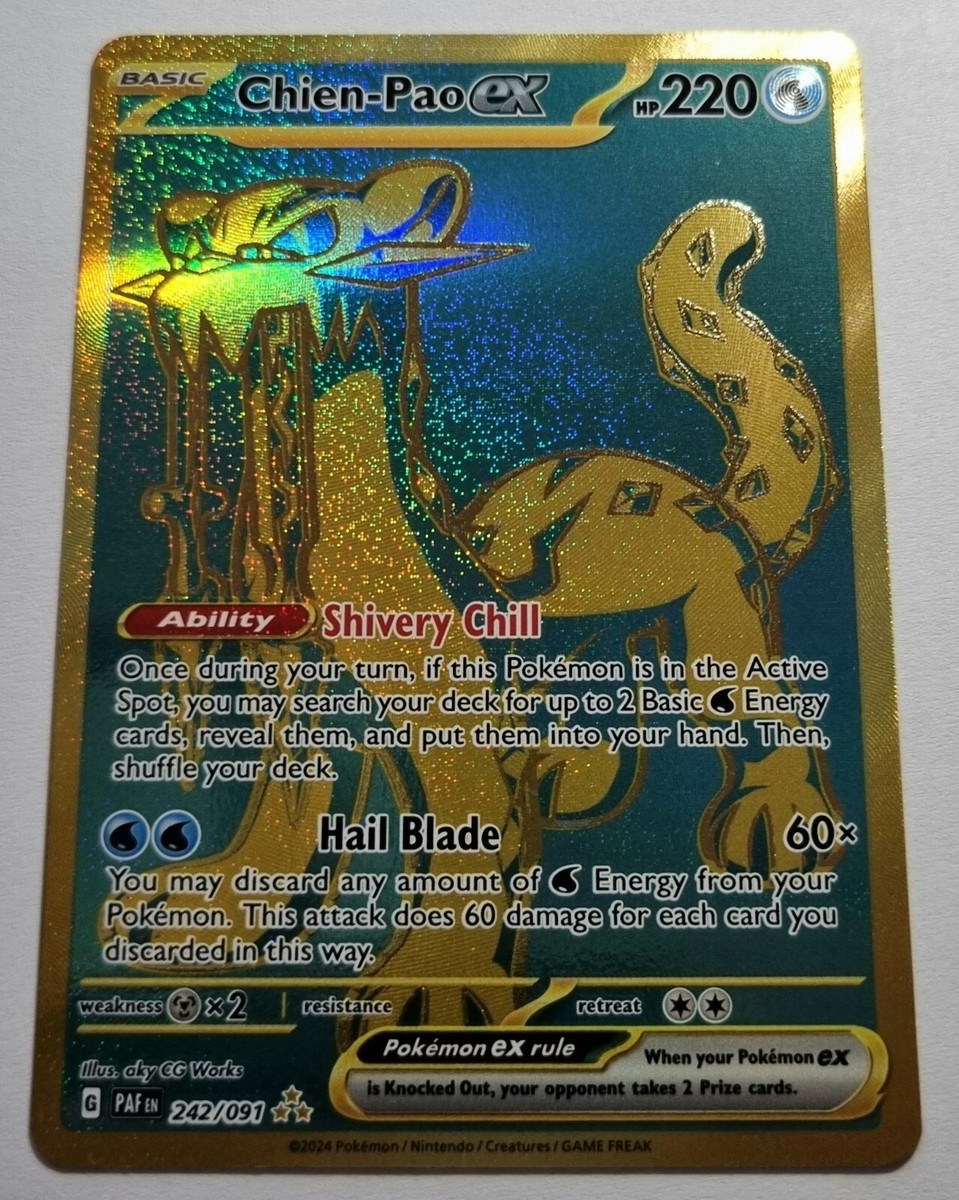 BASIC Chien-Pao ex HP 220
Ability Shivery Chill
Once during your turn, if this Pokémon is in the Active
Spot, you may search your deck for up to 2 Basic Energy
cards, reveal them, and put them into your hand. Then,
shuffle your deck.
Hail Blade 60×
You may discard any amount of Energy from your
Pokémon. This attack does 60 damage for each card you
discarded in this way.
weakness ×2 resistance retreat
Illus. aky CG Works
G PAF EN 242/091
Pokémon ex rule
When your Pokémon ex
is Knocked Out, your opponent takes 2 Prize cards.
©2024 Pokémon / Nintendo / Creatures / GAME FREAK